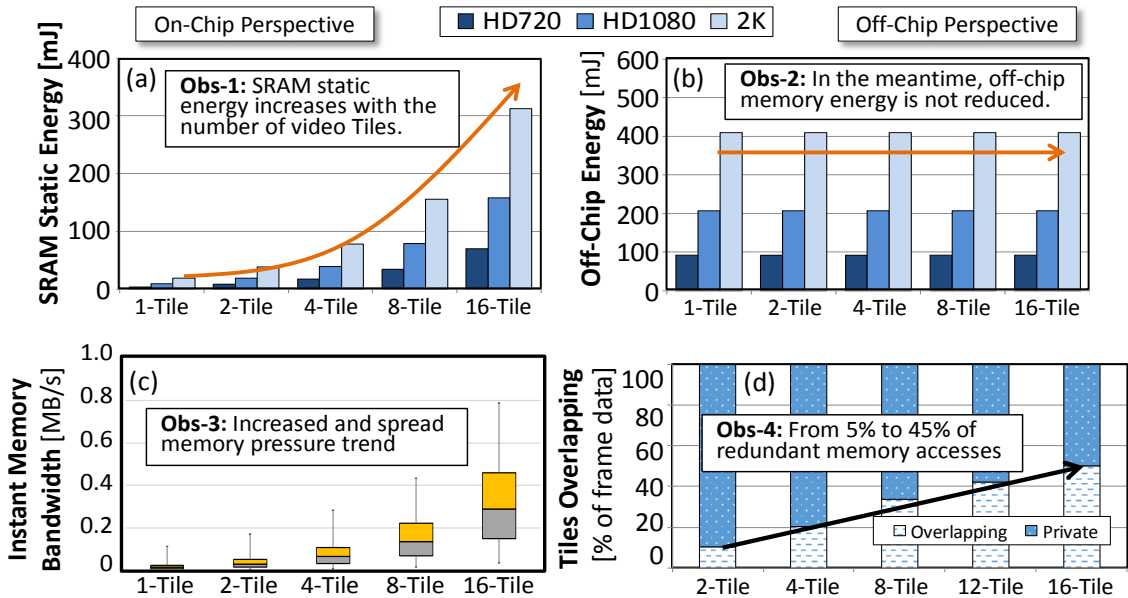 On-Chip Perspective
HD720 HD1080 2K
Off-Chip Perspective
SRAM Static Energy [mJ]
400
300
200
100
0
(a)
Obs-1: SRAM static
energy increases with the
number of video Tiles.
1-Tile 2-Tile 4-Tile 8-Tile 16-Tile
Off-Chip Energy [mJ]
600
500
400
300
200
100
0
(b)
Obs-2: In the meantime, off-chip
memory energy is not reduced.
1-Tile 2-Tile 4-Tile 8-Tile 16-Tile
Instant Memory
Bandwidth [MB/s]
1.0
0.8
0.6
0.4
0.2
0
(c)
Obs-3: Increased and spread
memory pressure trend
1-Tile 2-Tile 4-Tile 8-Tile 16-Tile
Tiles Overlapping
[% of frame data]
100
80
60
40
20
0
(d)
Obs-4: From 5% to 45% of
redundant memory accesses
Overlapping Private
2-Tile 4-Tile 8-Tile 12-Tile 16-Tile